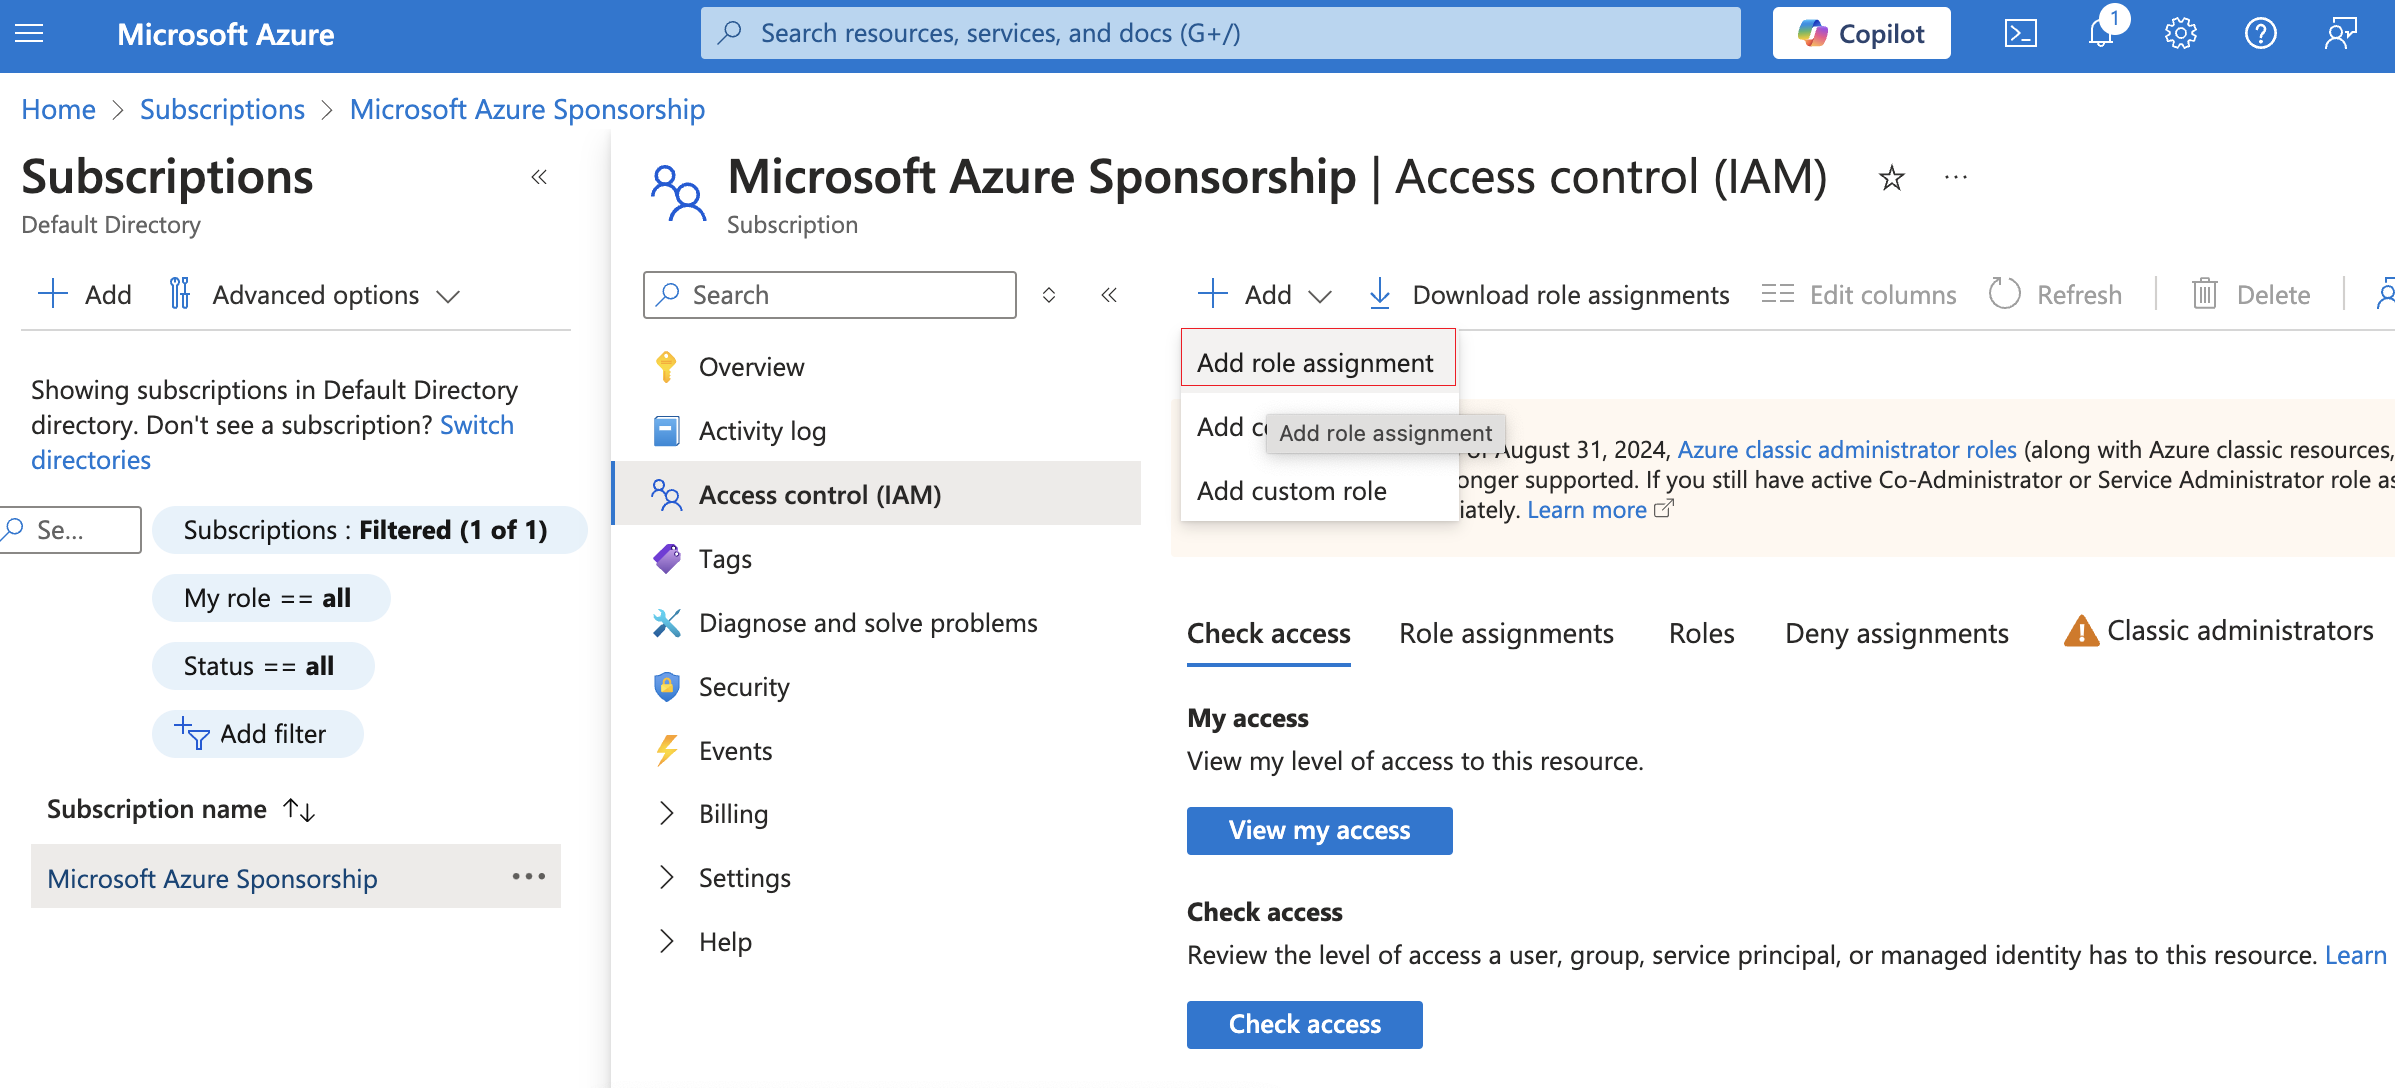 Microsoft Azure
Search resources, services, and docs (G+/)
Copilot
1
Home > Subscriptions > Microsoft Azure Sponsorship
Subscriptions
Default Directory
Add
Advanced options
Showing subscriptions in Default Directory
directory. Don't see a subscription? Switch
directories
Se...
Subscriptions : Filtered (1 of 1)
My role == all
Status == all
Add filter
Subscription name
Microsoft Azure Sponsorship
Microsoft Azure Sponsorship | Access control (IAM)
Subscription
Search
Overview
Activity log
Access control (IAM)
Tags
Diagnose and solve problems
Security
Events
Billing
Settings
Help
Add
Download role assignments
Edit columns
Refresh
Delete
Add role assignment
Add
Add role assignment
Add custom role
August 31, 2024, Azure classic administrator roles (along with Azure classic resources,
onger supported. If you still have active Co-Administrator or Service Administrator role as
iately. Learn more
Check access
Role assignments
Roles
Deny assignments
Classic administrators
My access
View my level of access to this resource.
View my access
Check access
Review the level of access a user, group, service principal, or managed identity has to this resource. Learn
Check access